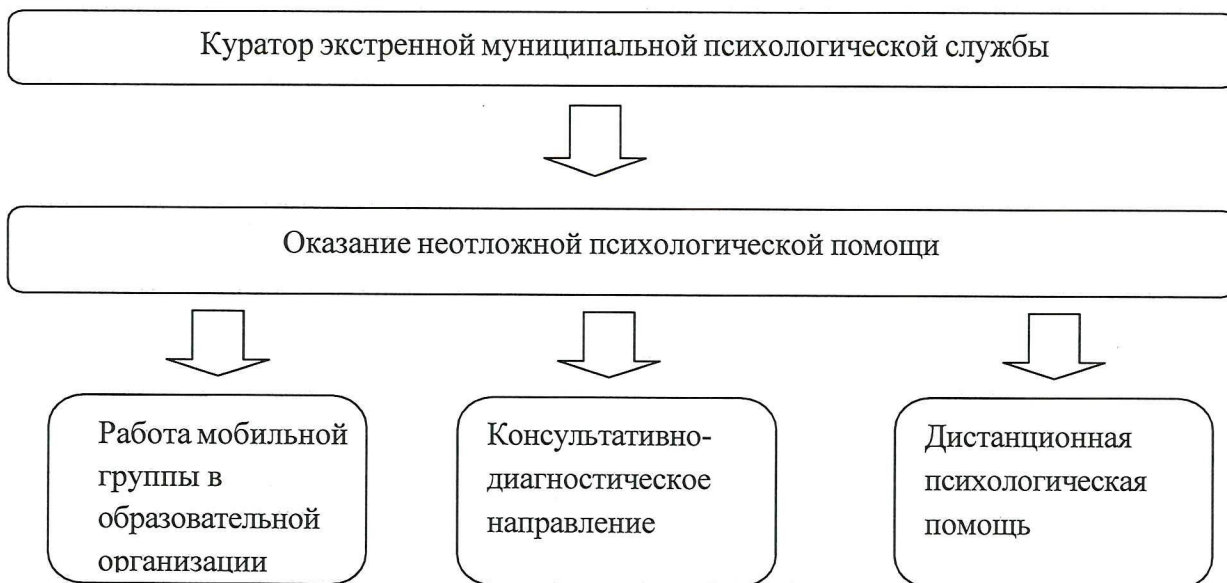 Куратор экстренной муниципальной психологической службы
Оказание неотложной психологической помощи
Работа мобильной
группы в
образовательной
организации
Консультативно-
диагностическое
направление
Дистанционная
психологическая
помощь